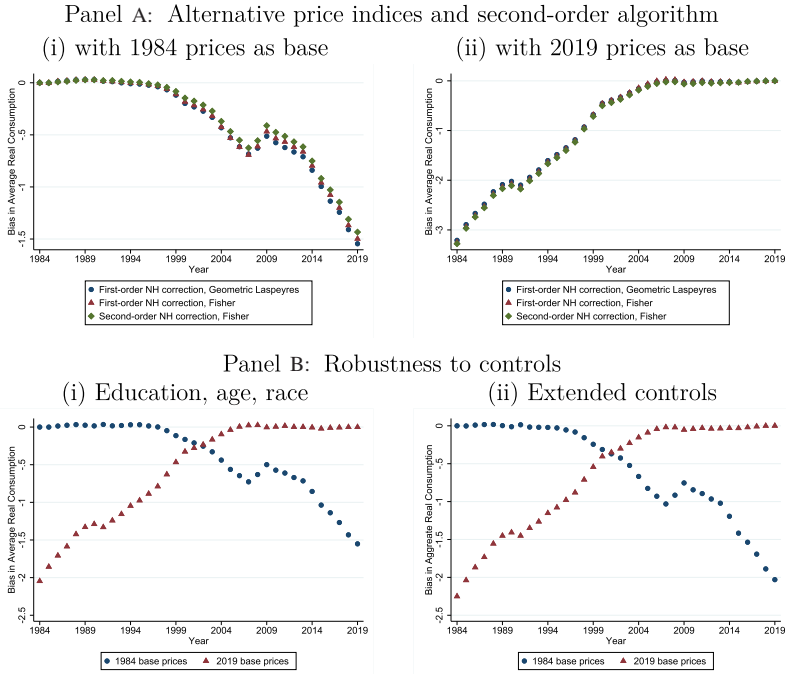 Panel A: Alternative price indices and second-order algorithm
(i) with 1984 prices as base
(ii) with 2019 prices as base
Bias in Average Real Consumption
0
-.5
-1
-1.5
1984 1989 1994 1999 2004 2009 2014 2019
Year
First-order NH correction, Geometric Laspeyres
First-order NH correction, Fisher
Second-order NH correction, Fisher
Bias in Average Real Consumption
0
-1
-2
-3
1984 1989 1994 1999 2004 2009 2014 2019
Year
First-order NH correction, Geometric Laspeyres
First-order NH correction, Fisher
Second-order NH correction, Fisher
Panel B: Robustness to controls
(i) Education, age, race
(ii) Extended controls
Bias in Average Real Consumption
0
-.5
-1
-1.5
-2
-2.5
1984 1989 1994 1999 2004 2009 2014 2019
Year
1984 base prices 2019 base prices
Bias in Aggreate Real Consumption
0
-.5
-1
-1.5
-2
-2.5
1984 1989 1994 1999 2004 2009 2014 2019
Year
1984 base prices 2019 base prices